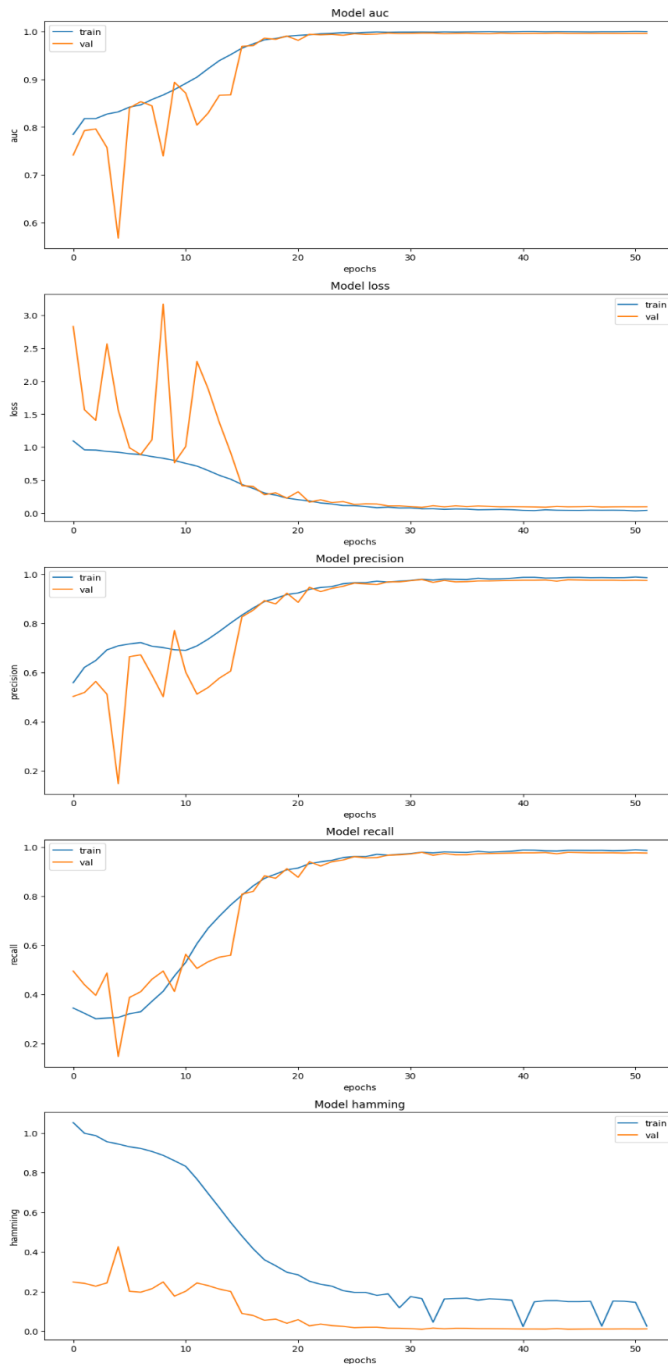 Model auc
train
val
1.0
0.9
0.8
0.7
0.6
auc
0 10 20 30 40 50
epochs
Model loss
train
val
3.0
2.5
2.0
1.5
1.0
0.5
0.0
loss
0 10 20 30 40 50
epochs
Model precision
train
val
1.0
0.8
0.6
0.4
0.2
precision
0 10 20 30 40 50
epochs
Model recall
train
val
1.0
0.8
0.6
0.4
0.2
recall
0 10 20 30 40 50
epochs
Model hamming
train
val
1.0
0.8
0.6
0.4
0.2
0.0
hamming
0 10 20 30 40 50
epochs